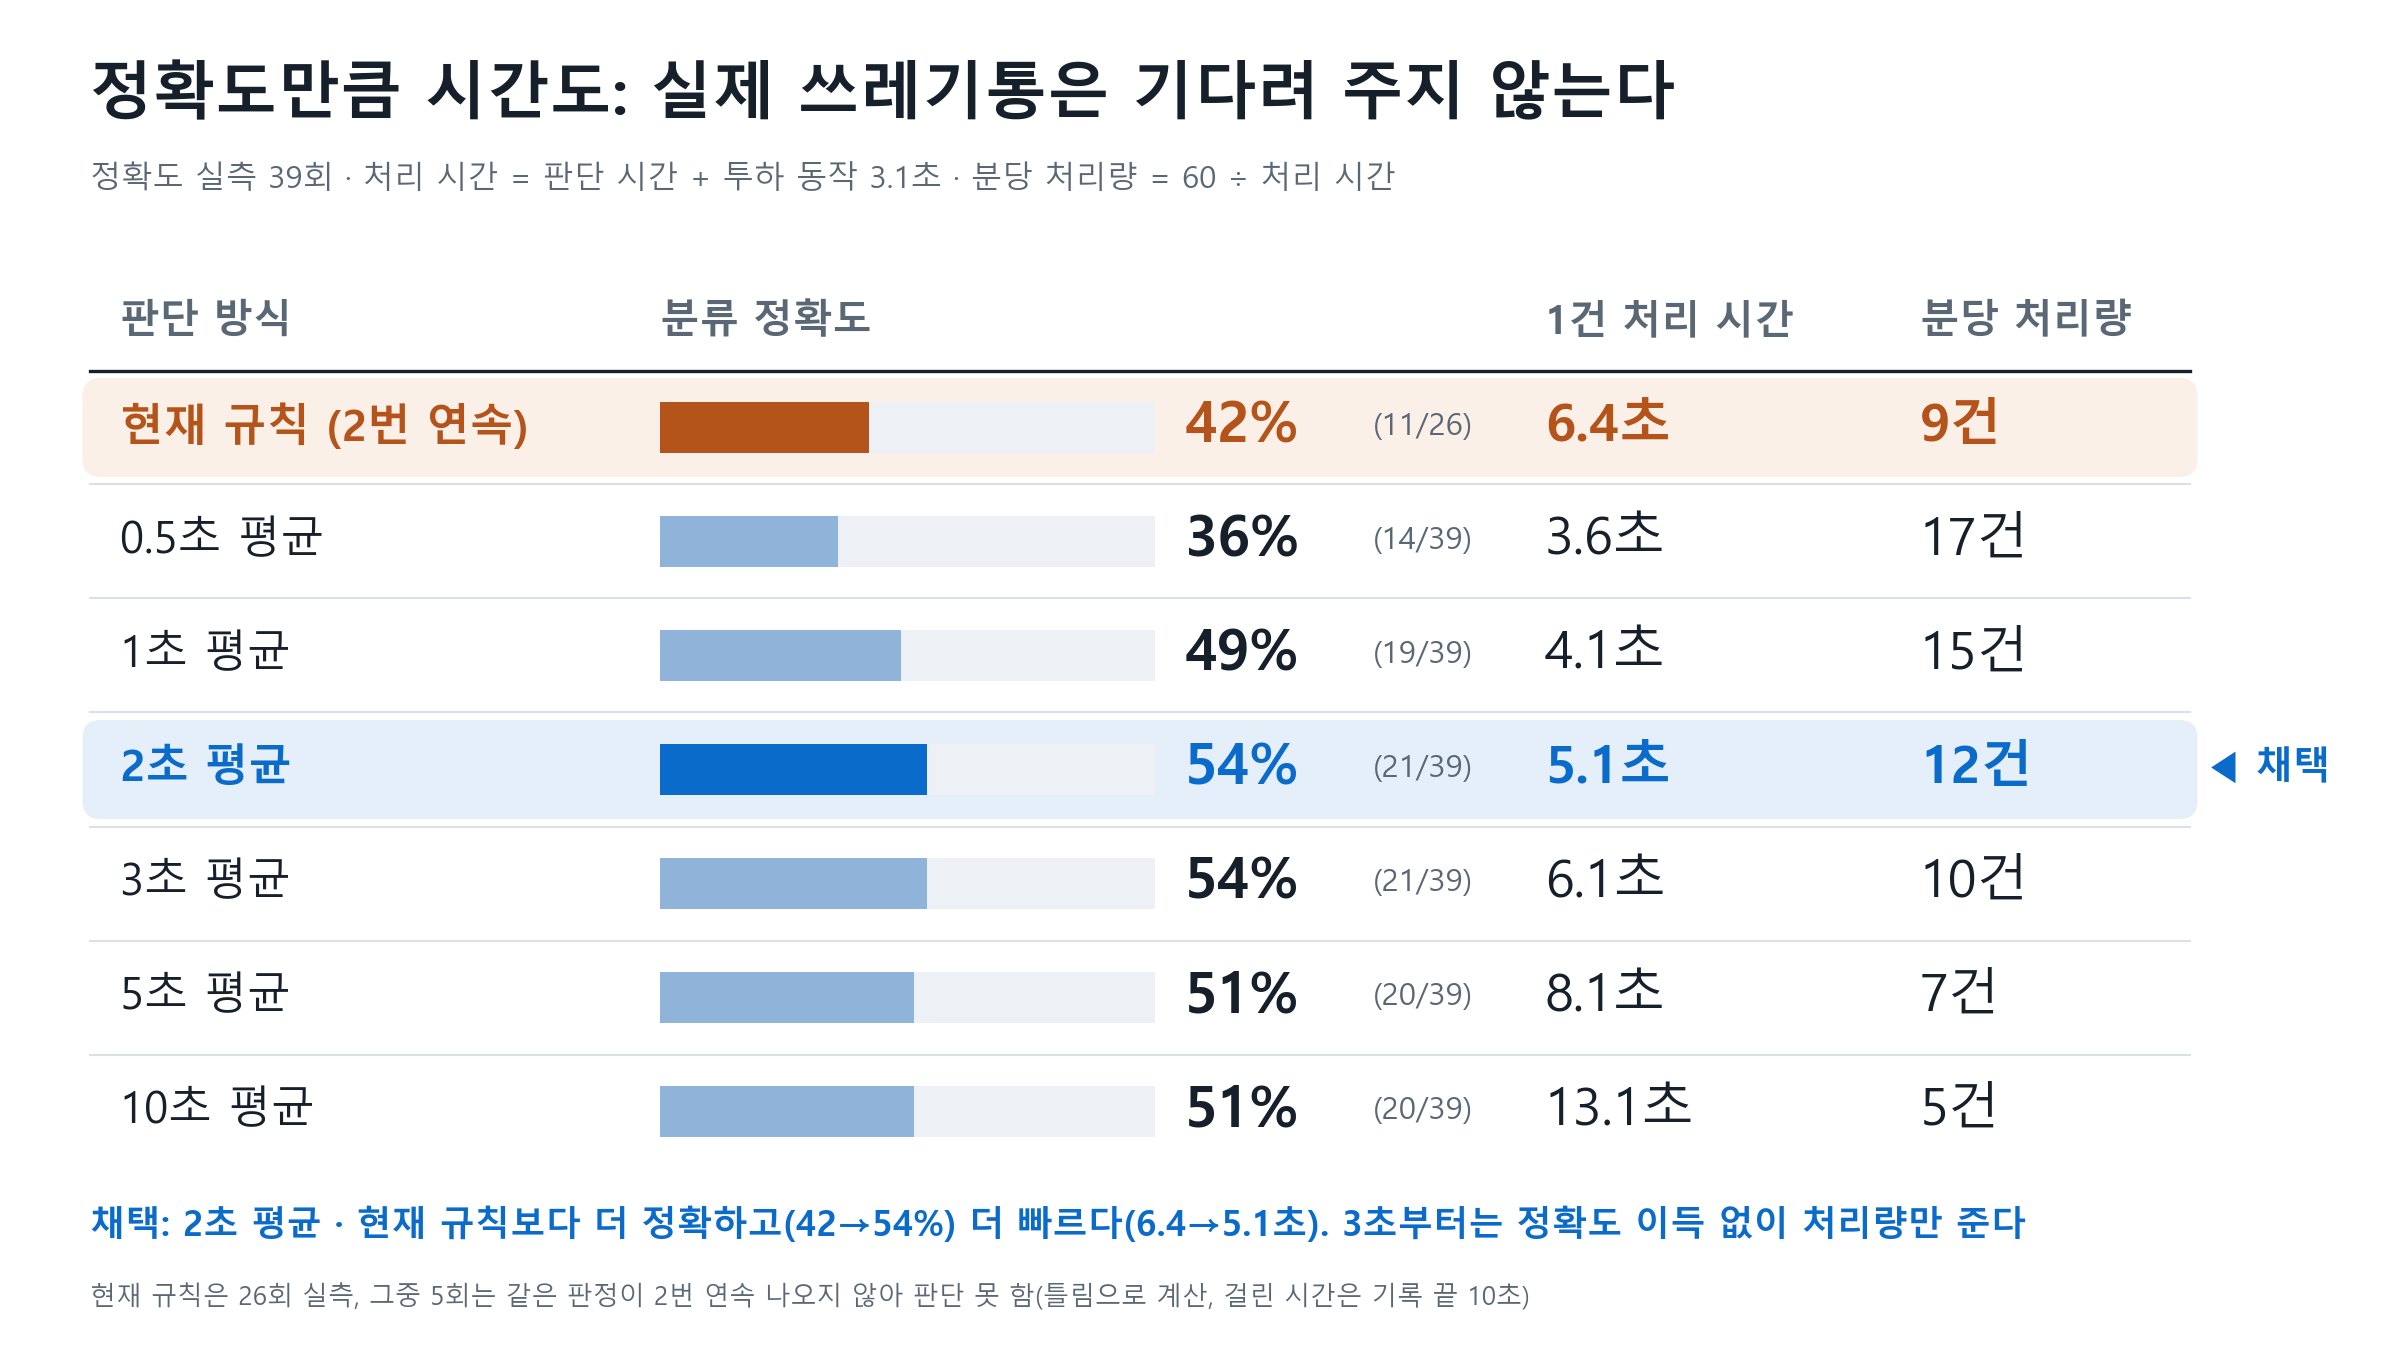 정확도만큼 시간도: 실제 쓰레기통은 기다려 주지 않는다
정확도 실측 39회 · 처리 시간 = 판단 시간 + 투하 동작 3.1초 · 분당 처리량 = 60 ÷ 처리 시간
판단 방식 분류 정확도 1건 처리 시간 분당 처리량
현재 규칙 (2번 연속) 42% (11/26) 6.4초 9건
0.5초 평균 36% (14/39) 3.6초 17건
1초 평균 49% (19/39) 4.1초 15건
2초 평균 54% (21/39) 5.1초 12건 ◀ 채택
3초 평균 54% (21/39) 6.1초 10건
5초 평균 51% (20/39) 8.1초 7건
10초 평균 51% (20/39) 13.1초 5건
채택: 2초 평균 · 현재 규칙보다 더 정확하고(42→54%) 더 빠르다(6.4→5.1초). 3초부터는 정확도 이득 없이 처리량만 준다
현재 규칙은 26회 실측, 그중 5회는 같은 판정이 2번 연속 나오지 않아 판단 못 함(틀림으로 계산, 걸린 시간은 기록 끝 10초)